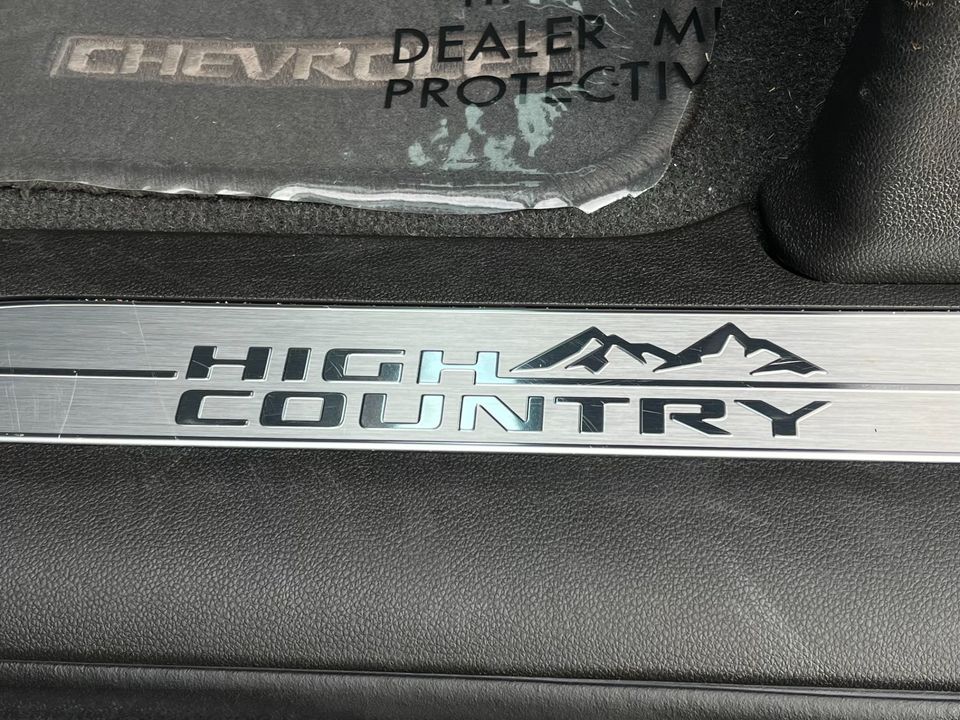 CHEVROLET
DEALER
PROTECTIV
HIGH
COUNTRY